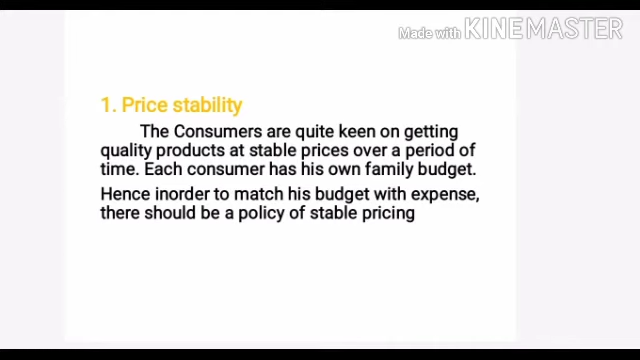 Made with KINEMASTER
1. Price stability
The Consumers are quite keen on getting
quality products at stable prices over a period of
time. Each consumer has his own family budget.
Hence inorder to match his budget with expense,
there should be a policy of stable pricing